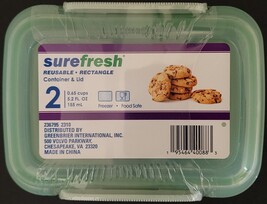 surefresh™
REUSABLE • RECTANGLE
Container & Lid
2
0.65 cups
5.2 fl. OZ
155 mL
Freezer • Food Safe
236795 2310
DISTRIBUTED BY
GREENBRIER INTERNATIONAL, INC.
500 VOLVO PARKWAY,
CHESAPEAKE, VA 23320
MADE IN CHINA